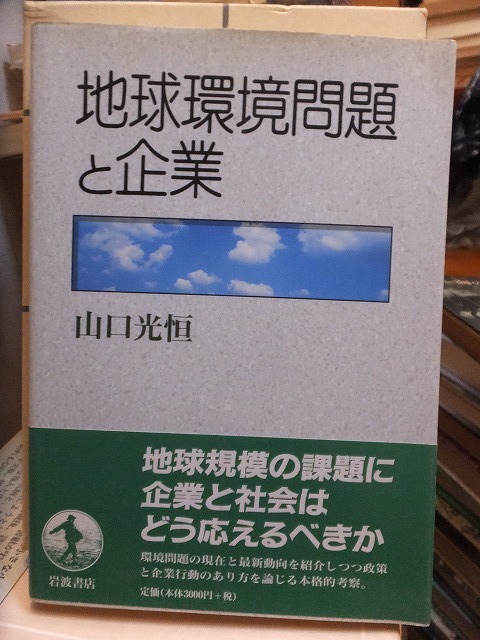 地球環境問題
と企業
山口光恒
地球規模の課題に
企業と社会は
どう応えるべきか
環境問題の現在と最新動向を紹介しつつ政策
と企業行動のあり方を論じる本格的考察。
岩波書店
定価(本体3000円+税)